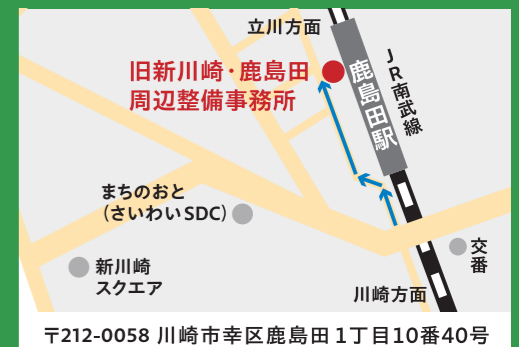 立川方面
旧新川崎・鹿島田
周辺整備事務所
鹿島田駅
JR南武線
まちのおと
(さいわいSDC)
新川崎
スクエア
交番
川崎方面
〒212-0058 川崎市幸区鹿島田1丁目10番40号